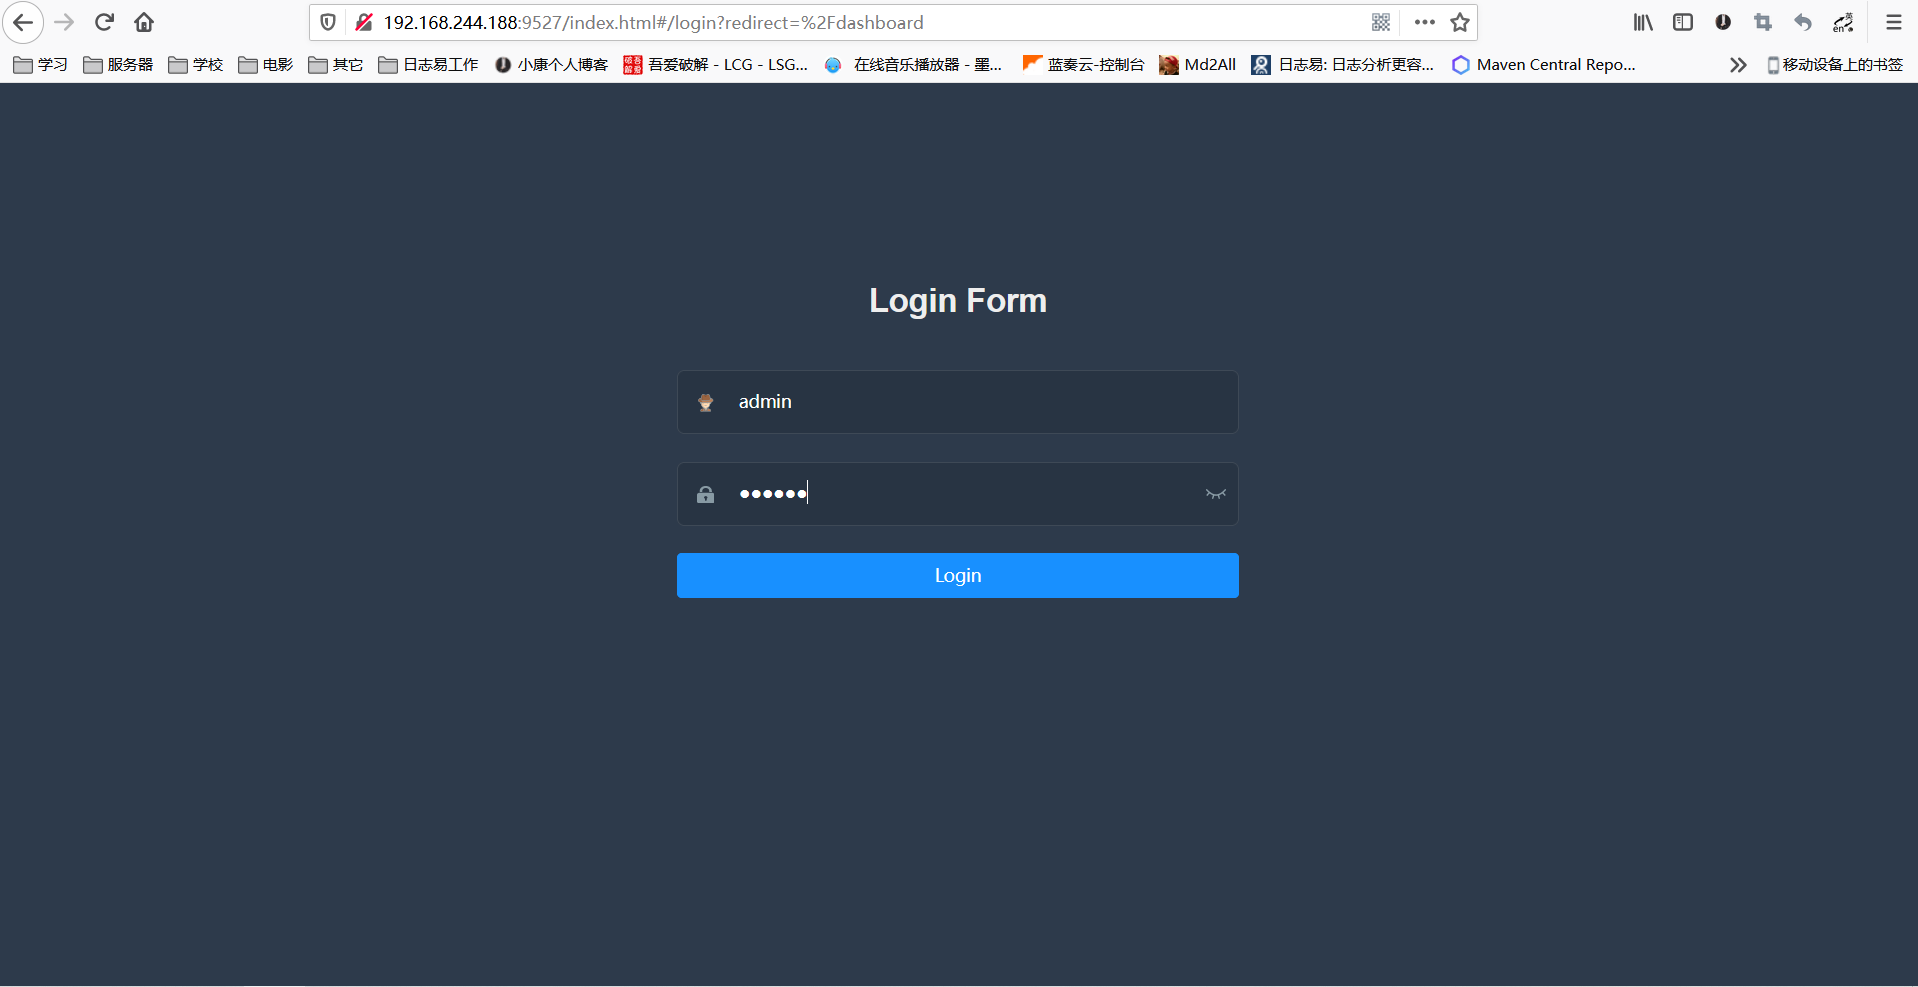 192.168.244.188:9527/index.html#/login?redirect=%2Fdashboard
学习 服务器 学校 电影 其它 日志易工作 小康个人博客 吾爱破解 - LCG - LSG... 在线音乐播放器 - 墨... 蓝奏云-控制台 Md2All 日志易: 日志分析更容... Maven Central Repo... 移动设备上的书签
Login Form
admin
Login